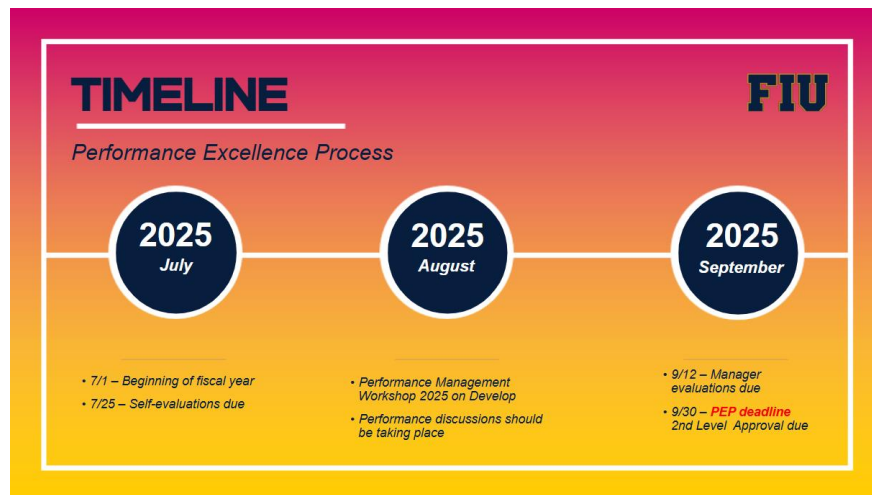 TIMELINE
FIU
Performance Excellence Process
2025
July
2025
August
2025
September
• 7/1 – Beginning of fiscal year
• 7/25 – Self-evaluations due
• Performance Management
Workshop 2025 on Develop
• Performance discussions should
be taking place
• 9/12 – Manager
evaluations due
• 9/30 – PEP deadline
2nd Level Approval due